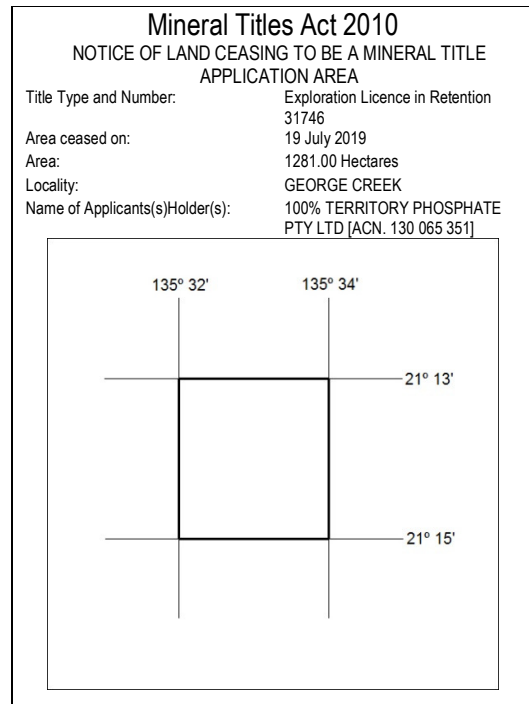 Mineral Titles Act 2010
NOTICE OF LAND CEASING TO BE A MINERAL TITLE
APPLICATION AREA
Title Type and Number: Exploration Licence in Retention
31746
Area ceased on: 19 July 2019
Area: 1281.00 Hectares
Locality: GEORGE CREEK
Name of Applicants(s)Holder(s): 100% TERRITORY PHOSPHATE
PTY LTD [ACN. 130 065 351]
135º 32' 135º 34'
21º 13'
21º 15'